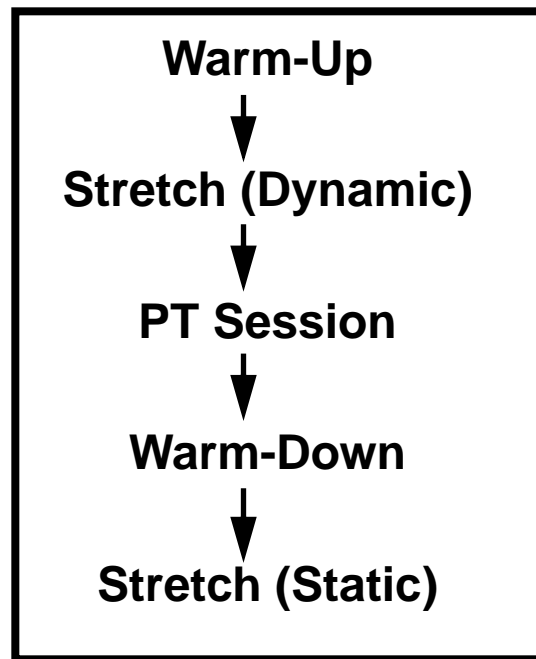 Warm-Up
Stretch (Dynamic)
PT Session
Warm-Down
Stretch (Static)